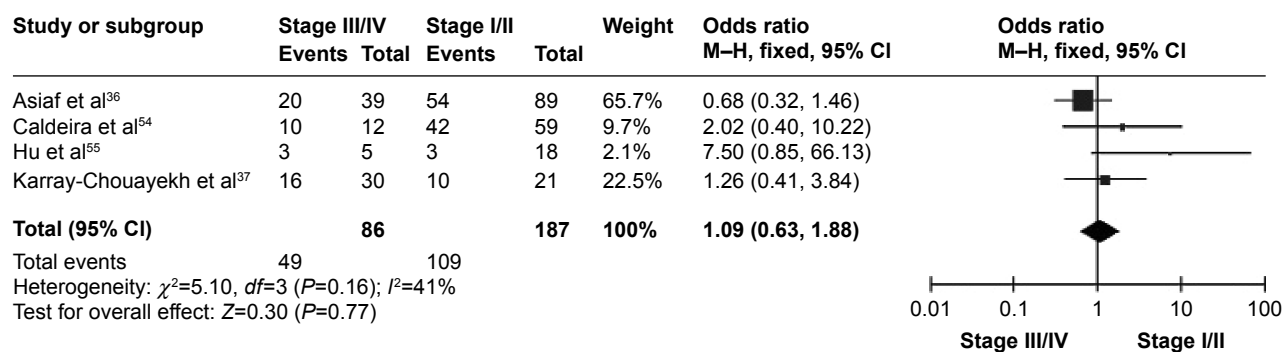 Study or subgroup Stage III/IV Stage I/II Weight Odds ratio Odds ratio
Events Total Events Total M–H, fixed, 95% CI M–H, fixed, 95% CI
Asiaf et al36 20 39 54 89 65.7% 0.68 (0.32, 1.46)
Caldeira et al54 10 12 42 59 9.7% 2.02 (0.40, 10.22)
Hu et al55 3 5 3 18 2.1% 7.50 (0.85, 66.13)
Karray-Chouayekh et al37 16 30 10 21 22.5% 1.26 (0.41, 3.84)
Total (95% CI) 86 187 100% 1.09 (0.63, 1.88)
Total events 49 109
Heterogeneity: χ2=5.10, df=3 (P=0.16); I2=41%
Test for overall effect: Z=0.30 (P=0.77)
0.01 0.1 1 10 100
Stage III/IV Stage I/II